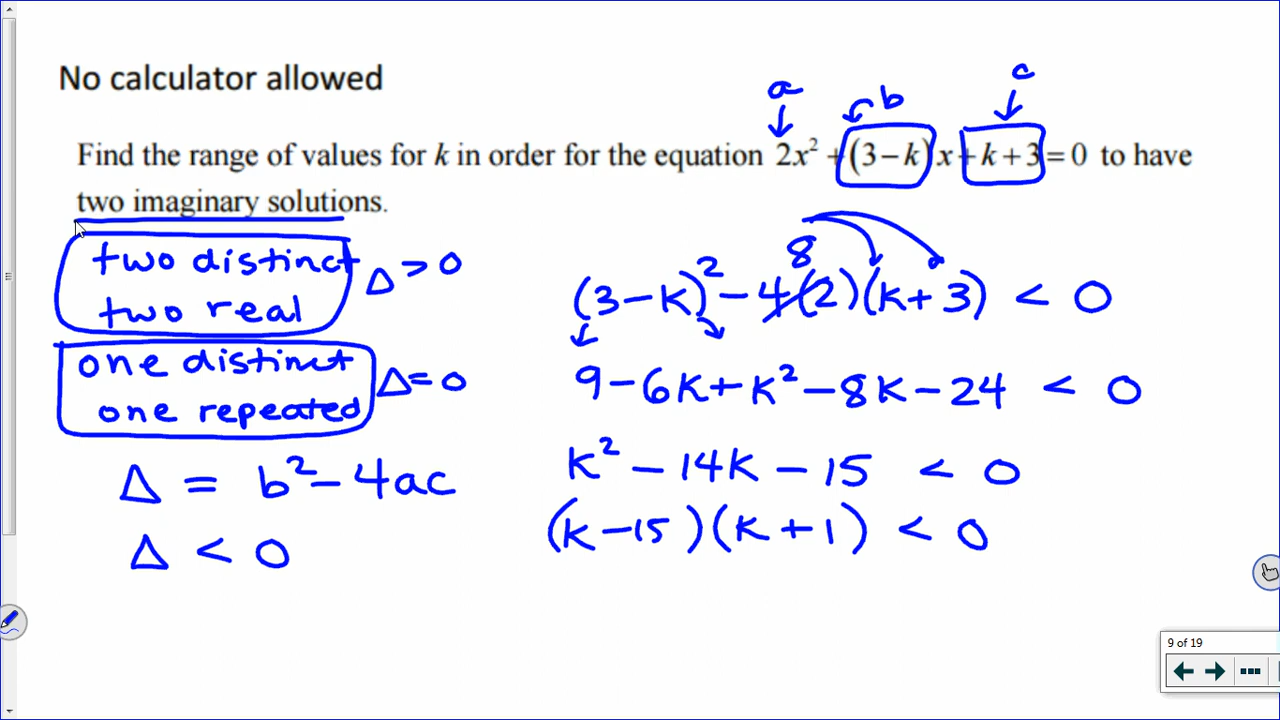 No calculator allowed
a
b
c
Find the range of values for k in order for the equation 2x² + (3 − k)x + k + 3 = 0 to have
two imaginary solutions.
two distinct
two real
Δ > 0
one distinct
one repeated
Δ = 0
Δ = b² − 4ac
Δ < 0
8
(3 − k)² − 4(2)(k + 3) < 0
9 − 6k + k² − 8k − 24 < 0
k² − 14k − 15 < 0
(k − 15)(k + 1) < 0
9 of 19